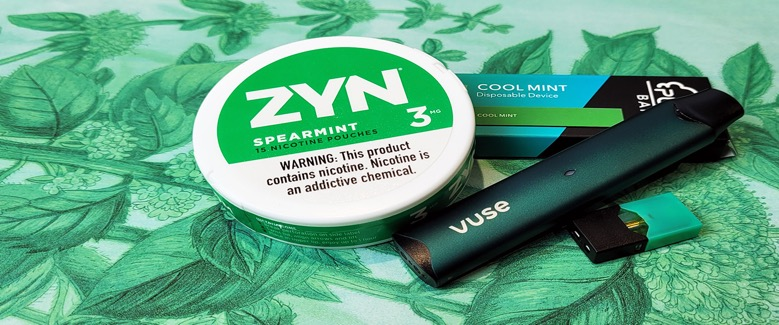 ZYN
SPEARMINT
3 MG
15 NICOTINE POUCHES
WARNING: This product
contains nicotine. Nicotine is
an addictive chemical.
COOL MINT
Disposable Device
COOL MINT
vuse